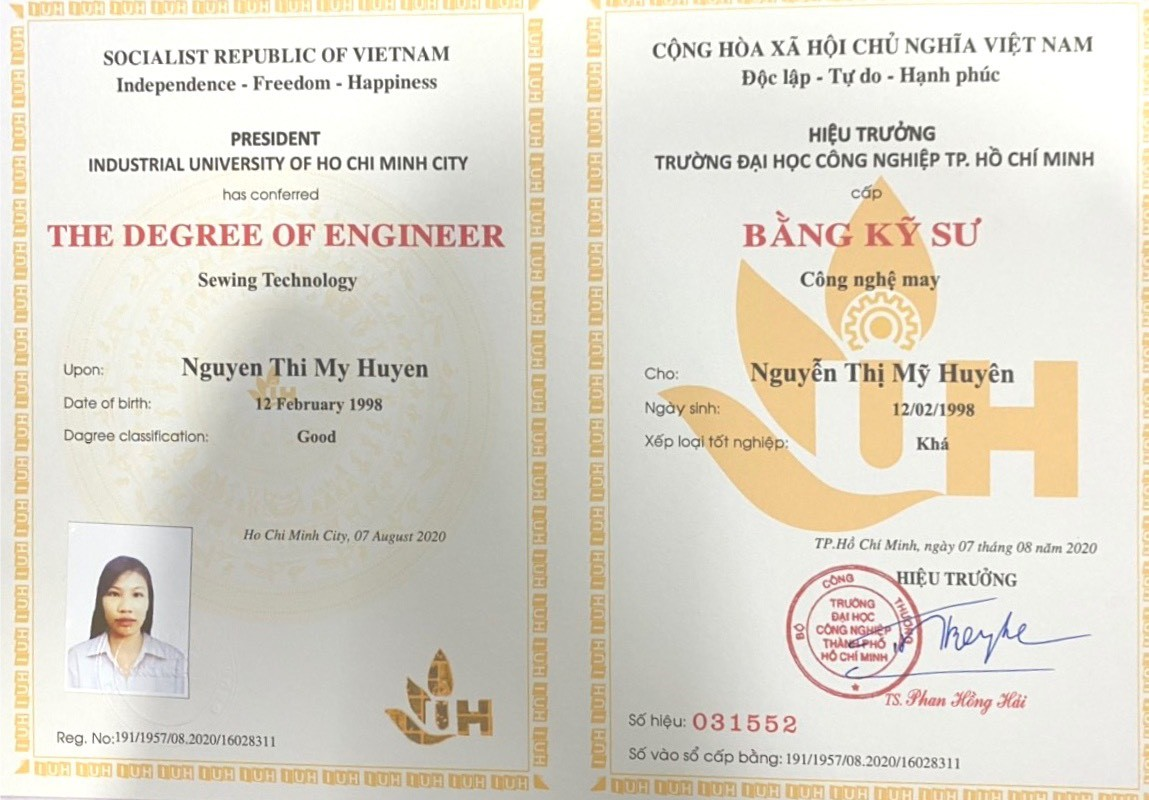 SOCIALIST REPUBLIC OF VIETNAM
Independence - Freedom - Happiness
PRESIDENT
INDUSTRIAL UNIVERSITY OF HO CHI MINH CITY
has conferred
THE DEGREE OF ENGINEER
Sewing Technology
Upon: Nguyen Thi My Huyen
Date of birth: 12 February 1998
Dagree classification: Good
Ho Chi Minh City, 07 August 2020
IUH
Reg. No:191/1957/08.2020/16028311
CỘNG HÒA XÃ HỘI CHỦ NGHĨA VIỆT NAM
Độc lập - Tự do - Hạnh phúc
HIỆU TRƯỞNG
TRƯỜNG ĐẠI HỌC CÔNG NGHIỆP TP. HỒ CHÍ MINH
cấp
BẰNG KỸ SƯ
Công nghệ may
Cho: Nguyễn Thị Mỹ Huyên
Ngày sinh: 12/02/1998
Xếp loại tốt nghiệp: Khá
IUH
TP.Hồ Chí Minh, ngày 07 tháng 08 năm 2020
HIỆU TRƯỞNG
BỘ CÔNG THƯƠNG
TRƯỜNG
ĐẠI HỌC
CÔNG NGHIỆP
THÀNH PHỐ
HỒ CHÍ MINH
TS. Phan Hồng Hải
Số hiệu: 031552
Số vào sổ cấp bằng: 191/1957/08.2020/16028311